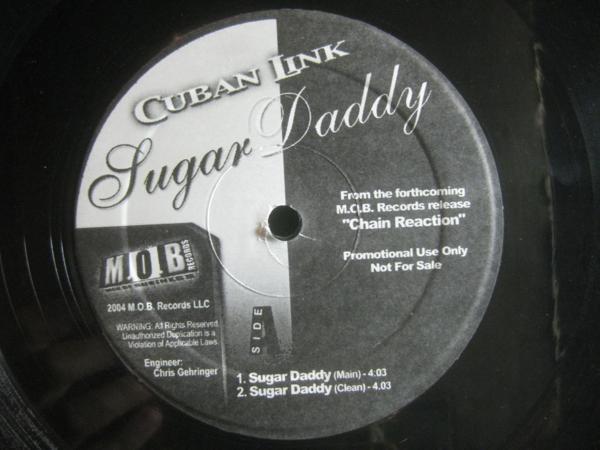 CUBAN LINK
Sugar Daddy
From the forthcoming
M.O.B. Records release
"Chain Reaction"
Promotional Use Only
Not For Sale
M.O.B.
RECORDS
2004 M.O.B. Records LLC
WARNING: All Rights Reserved.
Unauthorized Duplication is a
Violation of Applicable Laws.
Engineer:
Chris Gehringer
SIDE
A
1. Sugar Daddy (Main) - 4:03
2. Sugar Daddy (Clean) - 4.03